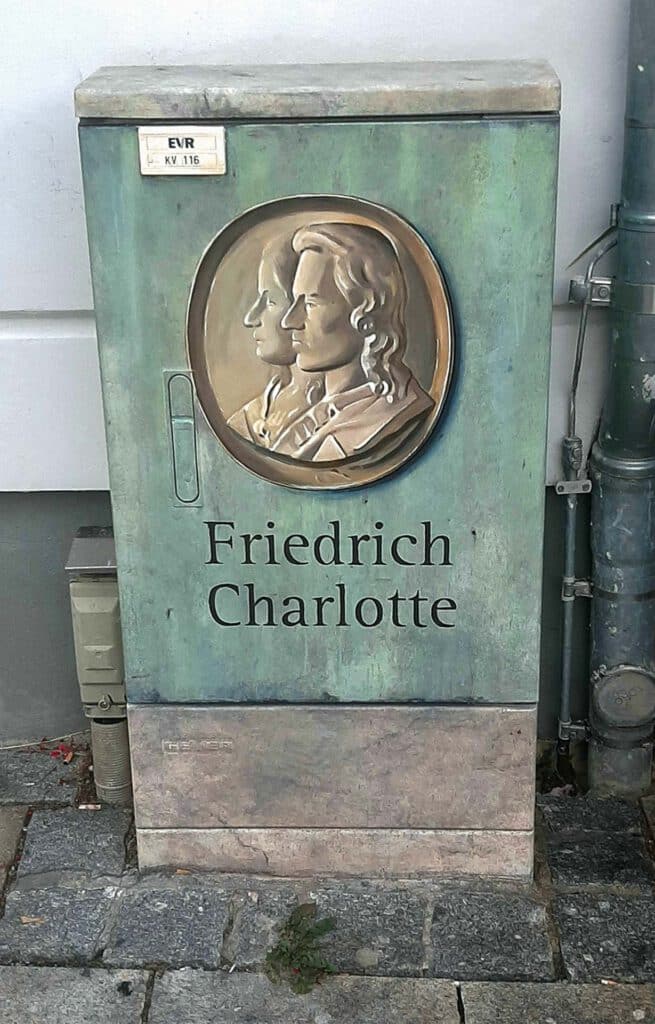 EVR
KV 116
Friedrich
Charlotte